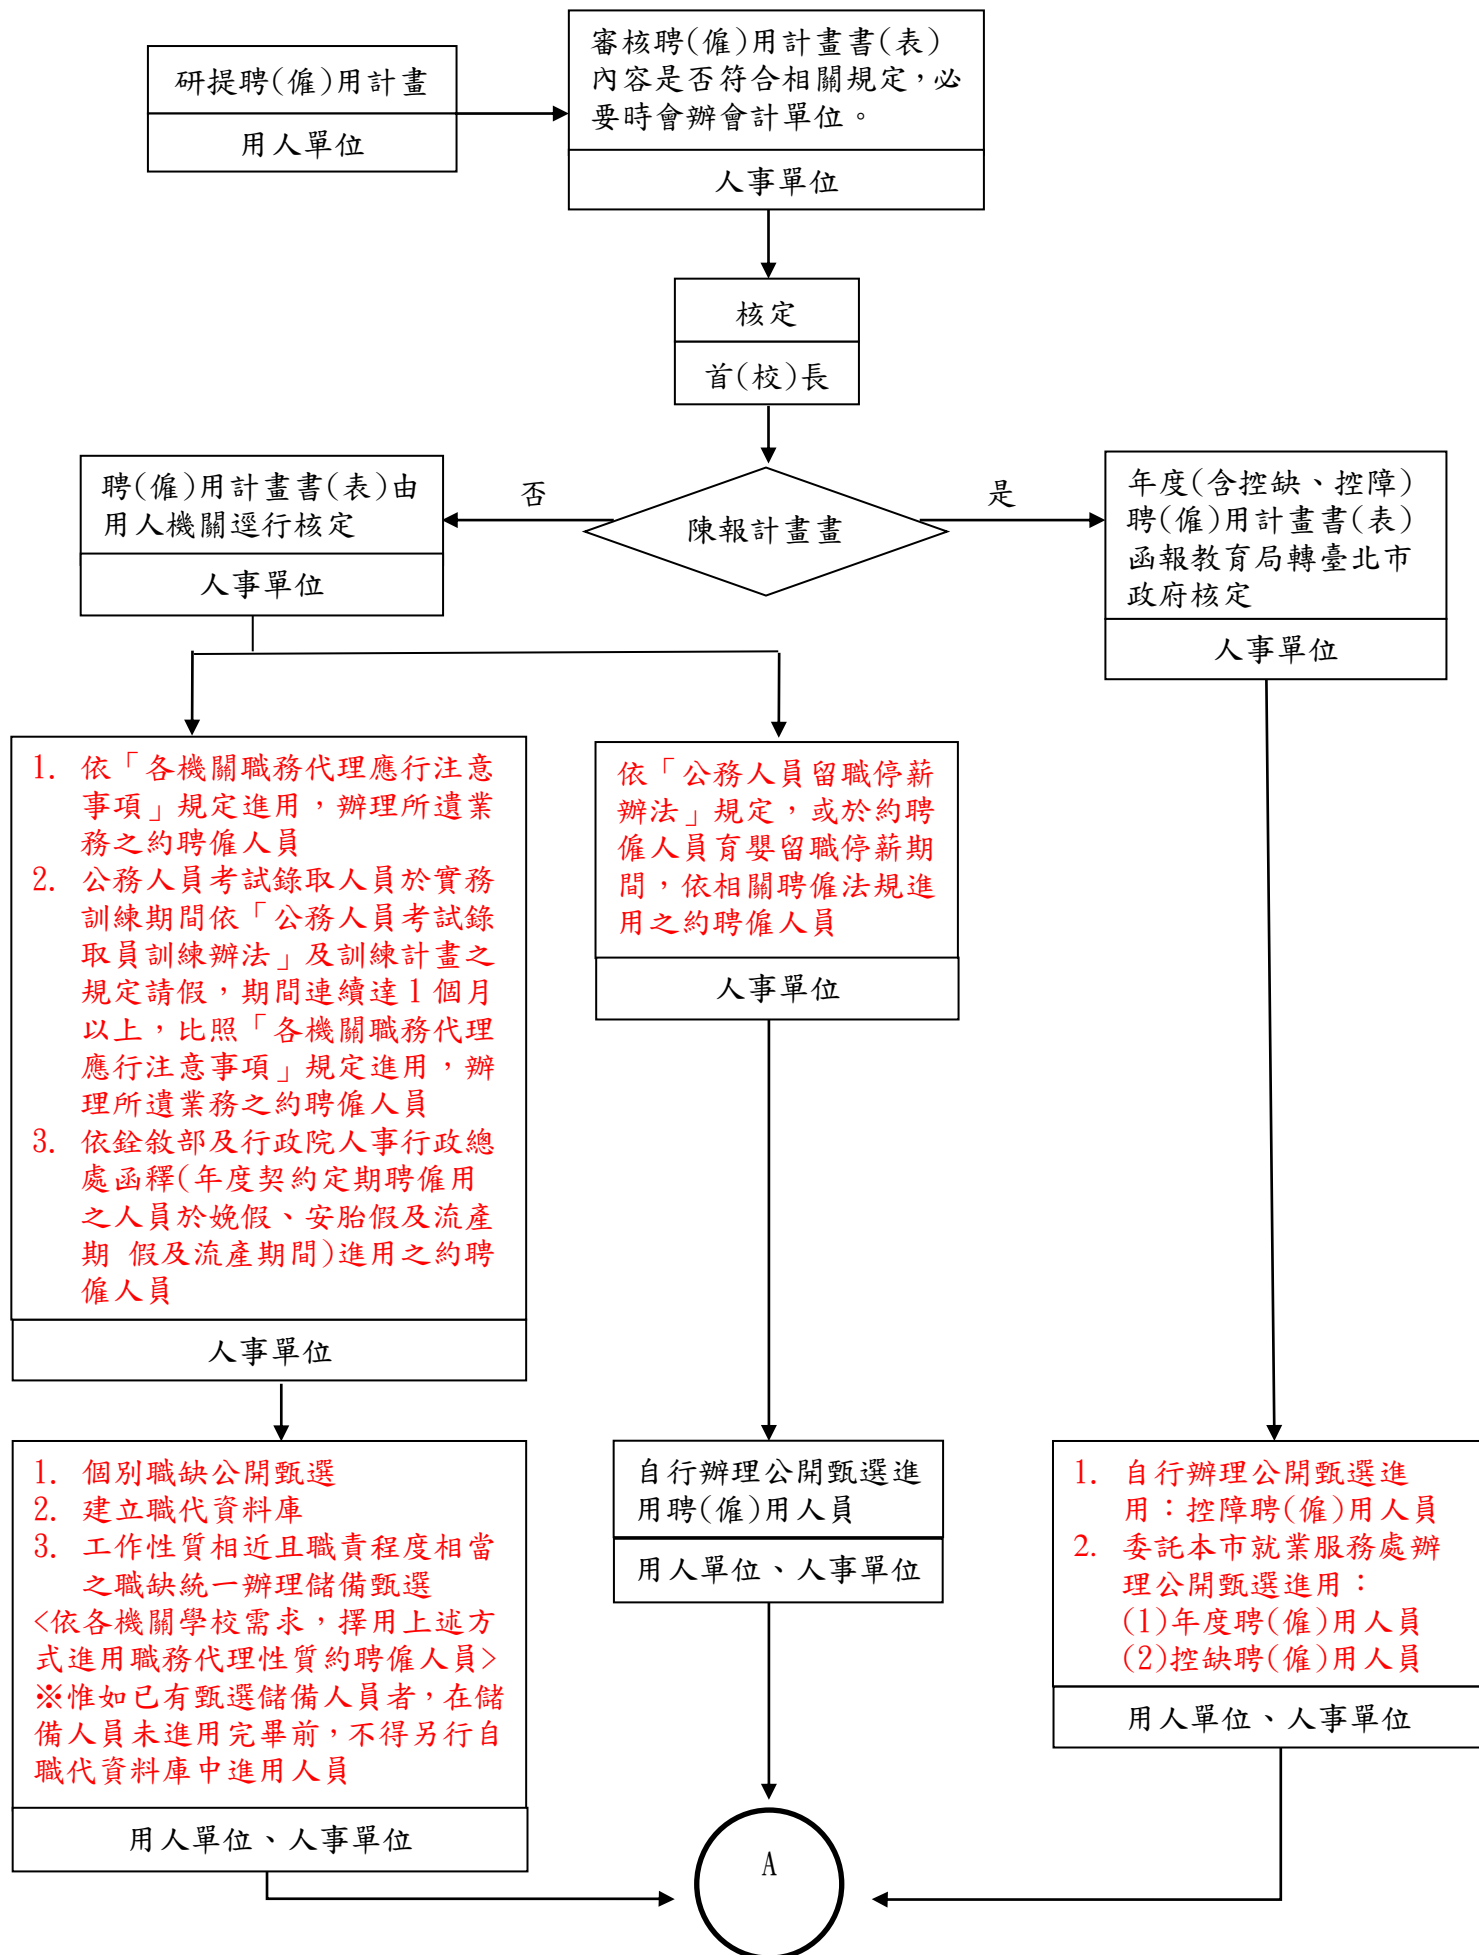 研提聘(僱)用計畫
用人單位
審核聘(僱)用計畫書(表)
內容是否符合相關規定，必
要時會辦會計單位。
人事單位
核定
首(校)長
陳報計畫畫
否
是
聘(僱)用計畫書(表)由
用人機關逕行核定
人事單位
年度(含控缺、控障)
聘(僱)用計畫書(表)
函報教育局轉臺北市
政府核定
人事單位
1. 依「各機關職務代理應行注意
事項」規定進用，辦理所遺業
務之約聘僱人員
2. 公務人員考試錄取人員於實務
訓練期間依「公務人員考試錄
取員訓練辦法」及訓練計畫之
規定請假，期間連續達1個月
以上，比照「各機關職務代理
應行注意事項」規定進用，辦
理所遺業務之約聘僱人員
3. 依銓敘部及行政院人事行政總
處函釋(年度契約定期聘僱用
之人員於娩假、安胎假及流產
期 假及流產期間)進用之約聘
僱人員
人事單位
依「公務人員留職停薪
辦法」規定，或於約聘
僱人員育嬰留職停薪期
間，依相關聘僱法規進
用之約聘僱人員
人事單位
1. 個別職缺公開甄選
2. 建立職代資料庫
3. 工作性質相近且職責程度相當
之職缺統一辦理儲備甄選
<依各機關學校需求，擇用上述方
式進用職務代理性質約聘僱人員>
※惟如已有甄選儲備人員者，在儲
備人員未進用完畢前，不得另行自
職代資料庫中進用人員
用人單位、人事單位
自行辦理公開甄選進
用聘(僱)用人員
用人單位、人事單位
1. 自行辦理公開甄選進
用：控障聘(僱)用人員
2. 委託本市就業服務處辦
理公開甄選進用：
(1)年度聘(僱)用人員
(2)控缺聘(僱)用人員
用人單位、人事單位
A